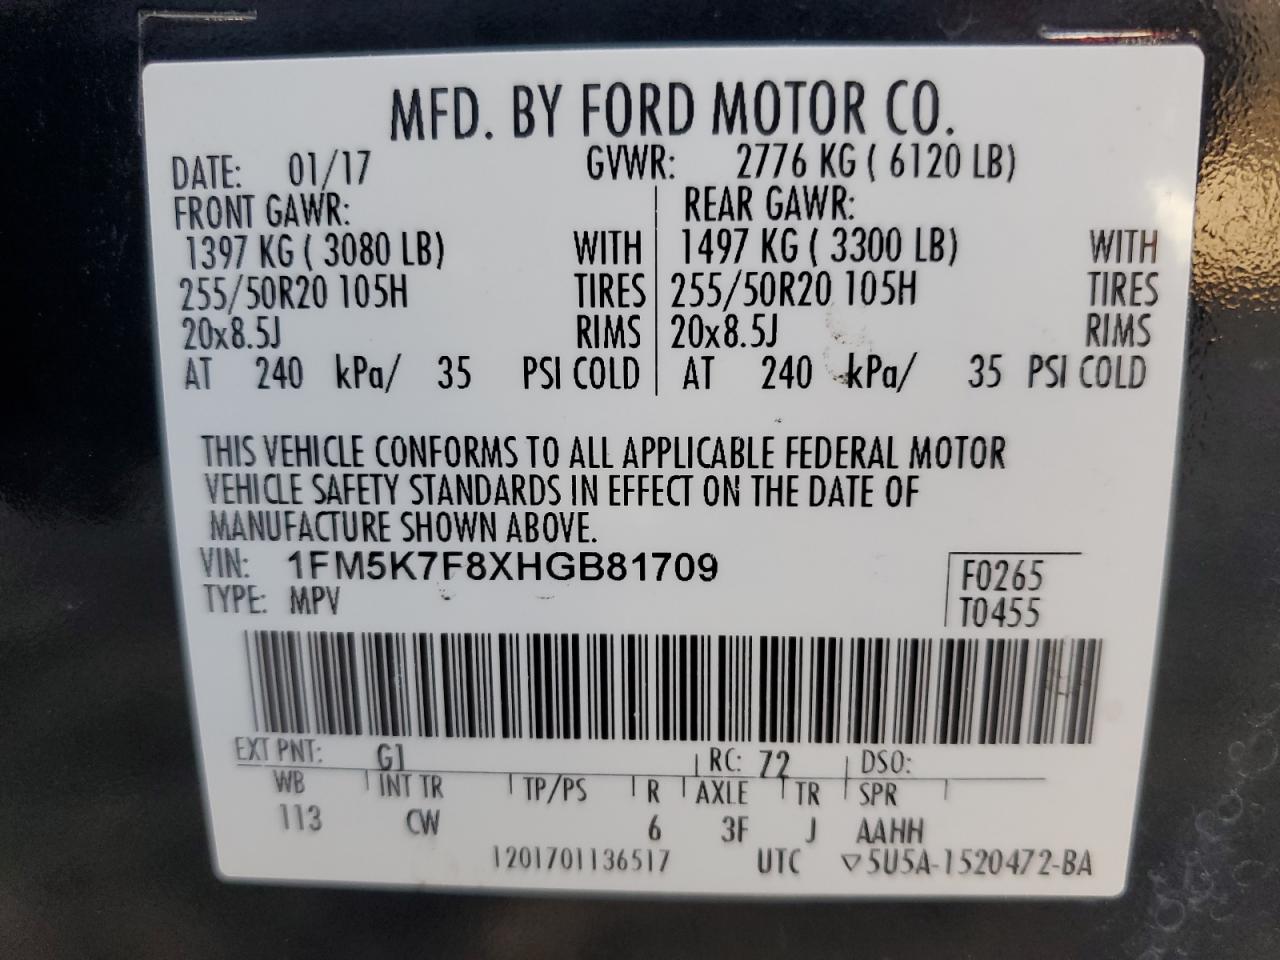 MFD. BY FORD MOTOR CO.
DATE: 01/17 GVWR: 2776 KG ( 6120 LB)
FRONT GAWR: REAR GAWR:
1397 KG ( 3080 LB) WITH 1497 KG ( 3300 LB) WITH
255/50R20 105H TIRES 255/50R20 105H TIRES
20x8.5J RIMS 20x8.5J RIMS
AT 240 kPa/ 35 PSI COLD AT 240 kPa/ 35 PSI COLD
THIS VEHICLE CONFORMS TO ALL APPLICABLE FEDERAL MOTOR
VEHICLE SAFETY STANDARDS IN EFFECT ON THE DATE OF
MANUFACTURE SHOWN ABOVE.
VIN: 1FM5K7F8XHGB81709 F0265
TYPE: MPV T0455
EXT PNT: G1 RC: 72 DSO:
WB INT TR TP/PS R AXLE TR SPR
113 CW 6 3F J AAHH
1201701136517 UTC ▽5U5A-1520472-BA